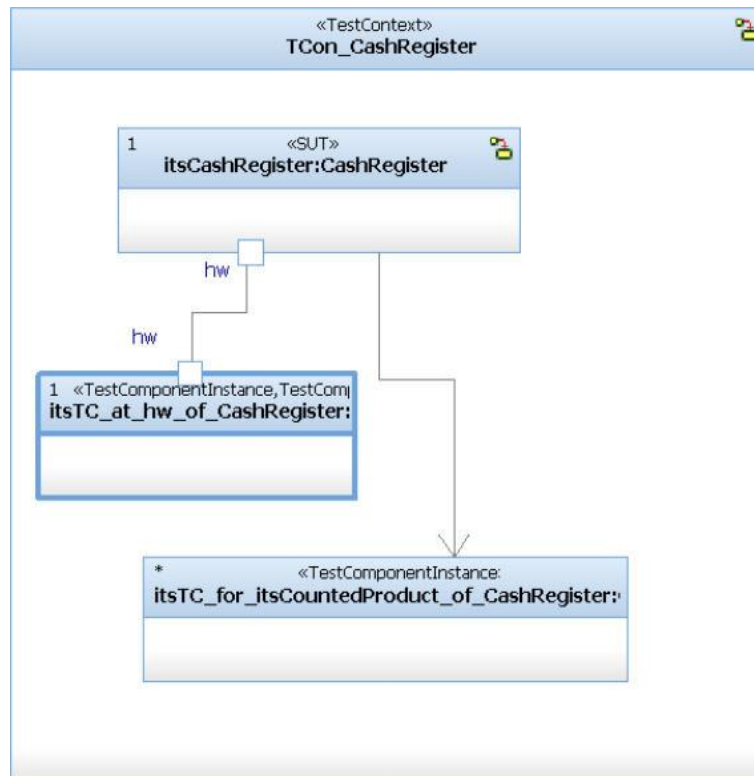 «TestContext»
TCon_CashRegister
1 «SUT»
itsCashRegister:CashRegister
hw
hw
1 «TestComponentInstance,TestComp
itsTC_at_hw_of_CashRegister:
* «TestComponentInstance:
itsTC_for_itsCountedProduct_of_CashRegister: